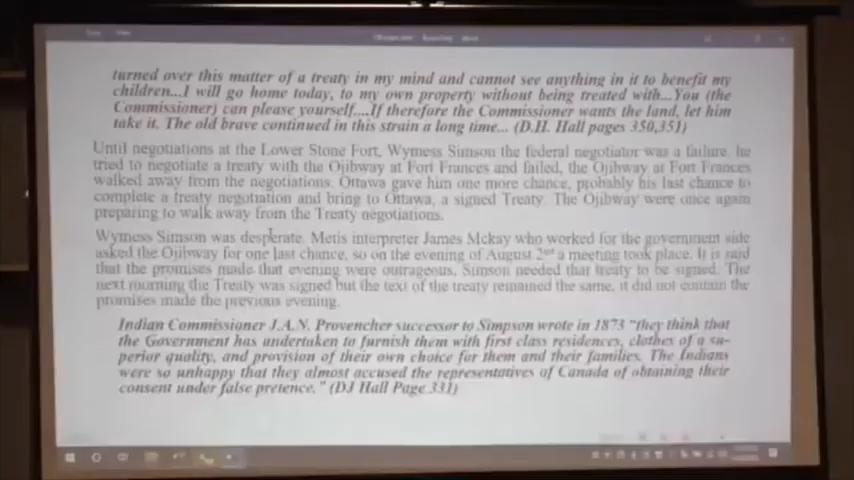 turned over this matter of a treaty in my mind and cannot see anything in it to benefit my
children...I will go home today, to my own property without being treated with...You (the
Commissioner) can please yourself....If therefore the Commissioner wants the land, let him
take it. The old brave continued in this strain a long time... (D.H. Hall pages 350,351)
Until negotiations at the Lower Stone Fort, Wymess Simson the federal negotiator was a failure, he
tried to negotiate a treaty with the Ojibway at Fort Frances and failed, the Ojibway at Fort Frances
walked away from the negotiations. Ottawa gave him one more chance, probably his last chance to
complete a treaty negotiation and bring to Ottawa, a signed Treaty. The Ojibway were once again
preparing to walk away from the Treaty negotiations.
Wymess Simson was desperate. Metis interpreter James Mckay who worked for the government side
asked the Ojibway for one last chance, so on the evening of August 2nd a meeting took place. It is said
that the promises made that evening were outrageous, Simson needed that treaty to be signed. The
next morning the Treaty was signed but the text of the treaty remained the same, it did not contain the
promises made the previous evening.
Indian Commissioner J.A.N. Provencher successor to Simpson wrote in 1873 "they think that
the Government has undertaken to furnish them with first class residences, clothes of a su-
perior quality, and provision of their own choice for them and their families. The Indians
were so unhappy that they almost accused the representatives of Canada of obtaining their
consent under false pretence." (DJ Hall Page 331)